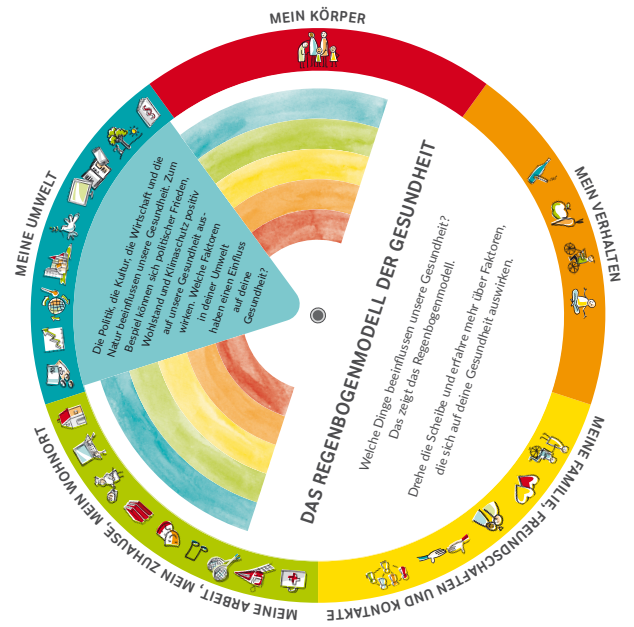 MEIN KÖRPER
MEIN VERHALTEN
MEINE FAMILIE, FREUNDSCHAFTEN UND KONTAKTE
MEINE ARBEIT, MEIN ZUHAUSE, MEIN WOHNORT
MEINE UMWELT
Die Politik, die Kultur, die Wirtschaft und die
Natur beeinflussen unsere Gesundheit. Zum
Bespiel können sich politischer Frieden,
Wohlstand und Klimaschutz positiv
auf unsere Gesundheit aus-
wirken. Welche Faktoren
in deiner Umwelt
haben einen Einfluss
auf deine
Gesundheit?
DAS REGENBOGENMODELL DER GESUNDHEIT
Welche Dinge beeinflussen unsere Gesundheit?
Das zeigt das Regenbogenmodell.
Drehe die Scheibe und erfahre mehr über Faktoren,
die sich auf deine Gesundheit auswirken.